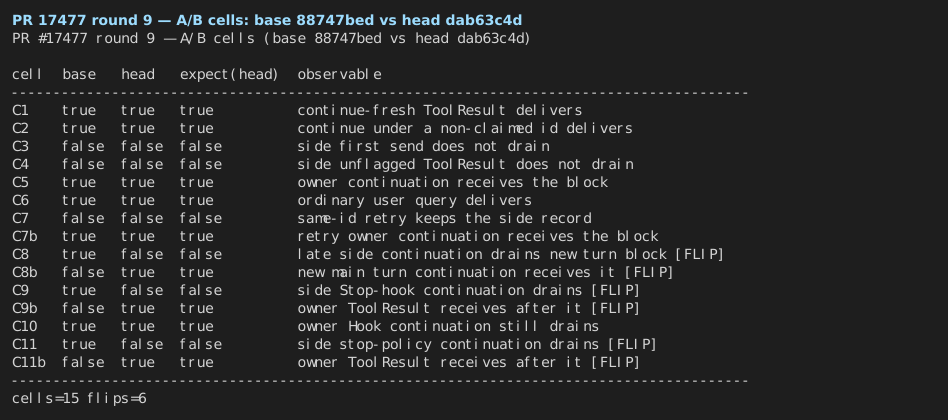 PR 17477 round 9 — A/B cells: base 88747bed vs head dab63c4d
PR #17477 round 9 — A/B cells (base 88747bed vs head dab63c4d)
cell base head expect(head) observable
------------------------------------------------------------------------------------------
C1 true true true continue-fresh ToolResult delivers
C2 true true true continue under a non-claimed id delivers
C3 false false false side first send does not drain
C4 false false false side unflagged ToolResult does not drain
C5 true true true owner continuation receives the block
C6 true true true ordinary user query delivers
C7 false false false same-id retry keeps the side record
C7b true true true retry owner continuation receives the block
C8 true false false late side continuation drains new turn block [FLIP]
C8b false true true new main turn continuation receives it [FLIP]
C9 true false false side Stop-hook continuation drains [FLIP]
C9b false true true owner ToolResult receives after it [FLIP]
C10 true true true owner Hook continuation still drains
C11 true false false side stop-policy continuation drains [FLIP]
C11b false true true owner ToolResult receives after it [FLIP]
------------------------------------------------------------------------------------------
cells=15 flips=6